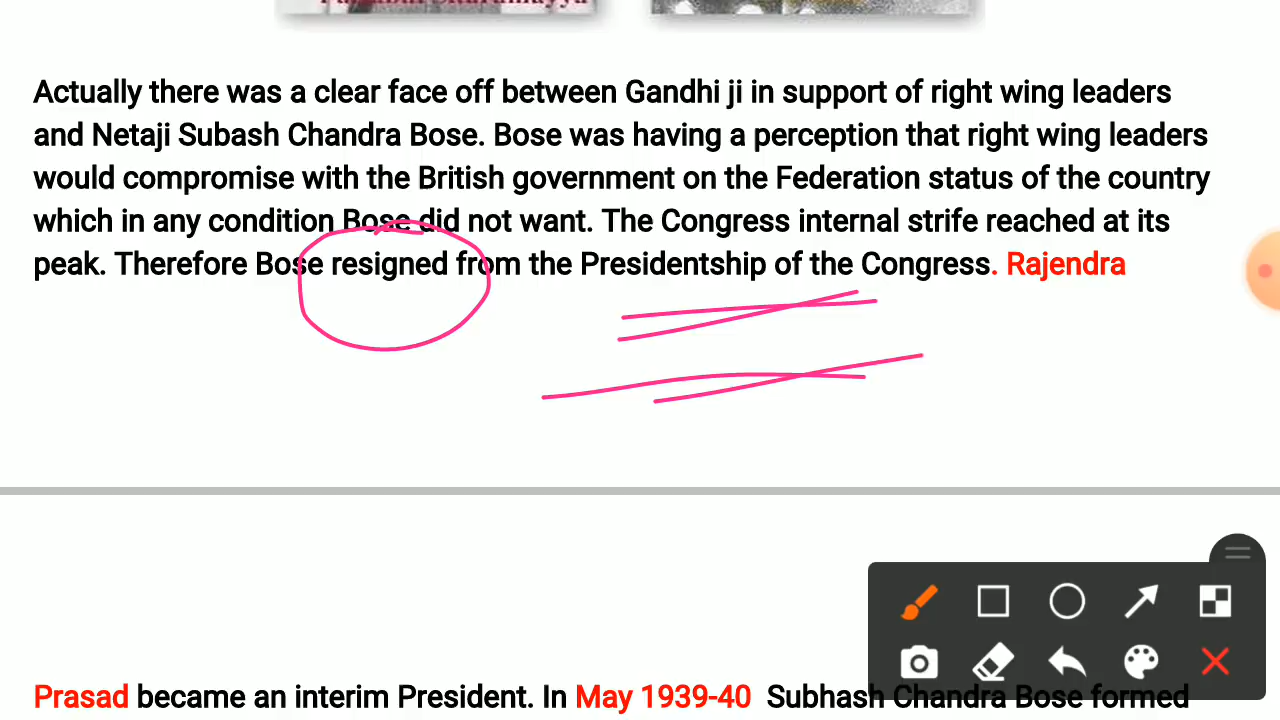 Actually there was a clear face off between Gandhi ji in support of right wing leaders
and Netaji Subash Chandra Bose. Bose was having a perception that right wing leaders
would compromise with the British government on the Federation status of the country
which in any condition Bose did not want. The Congress internal strife reached at its
peak. Therefore Bose resigned from the Presidentship of the Congress. Rajendra
Prasad became an interim President. In May 1939-40 Subhash Chandra Bose formed